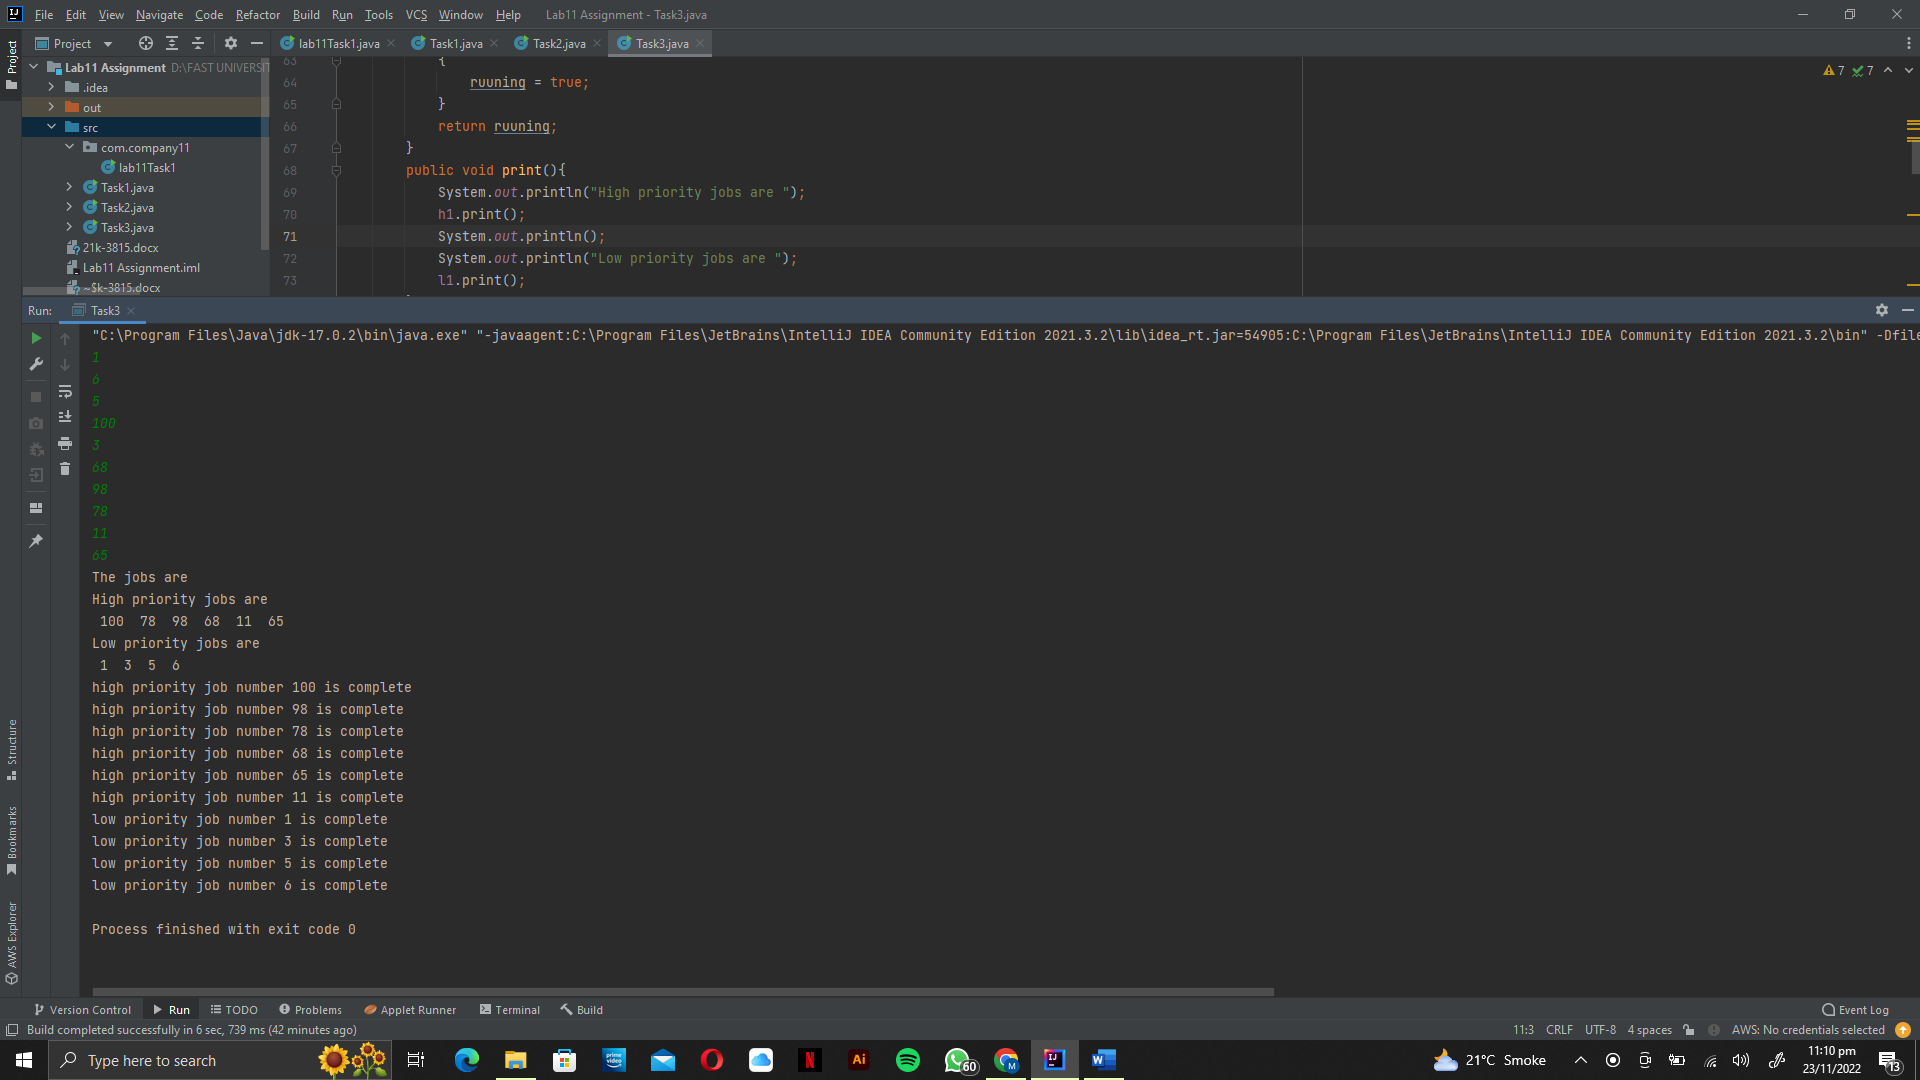 File Edit View Navigate Code Refactor Build Run Tools VCS Window Help Lab11 Assignment - Task3.java
Project lab11Task1.java Task1.java Task2.java Task3.java
Project
Lab11 Assignment D:\FAST UNIVERSIT
.idea
out
src
com.company11
lab11Task1
Task1.java
Task2.java
Task3.java
21k-3815.docx
Lab11 Assignment.iml
~$k-3815.docx
7 7
63 {
64 ruuning = true;
65 }
66 return ruuning;
67 }
68 public void print(){
69 System.out.println("High priority jobs are ");
70 h1.print();
71 System.out.println();
72 System.out.println("Low priority jobs are ");
73 l1.print();
Run: Task3
"C:\Program Files\Java\jdk-17.0.2\bin\java.exe" "-javaagent:C:\Program Files\JetBrains\IntelliJ IDEA Community Edition 2021.3.2\lib\idea_rt.jar=54905:C:\Program Files\JetBrains\IntelliJ IDEA Community Edition 2021.3.2\bin" -Dfile
1
6
5
100
3
68
98
78
11
65
The jobs are
High priority jobs are
100 78 98 68 11 65
Low priority jobs are
1 3 5 6
high priority job number 100 is complete
high priority job number 98 is complete
high priority job number 78 is complete
high priority job number 68 is complete
high priority job number 65 is complete
high priority job number 11 is complete
low priority job number 1 is complete
low priority job number 3 is complete
low priority job number 5 is complete
low priority job number 6 is complete
Process finished with exit code 0
Structure
Bookmarks
AWS Explorer
Version Control Run TODO Problems Applet Runner Terminal Build Event Log
Build completed successfully in 6 sec, 739 ms (42 minutes ago) 11:3 CRLF UTF-8 4 spaces AWS: No credentials selected
Type here to search prime video N Ai 60 M IJ W 21°C Smoke 11:10 pm
23/11/2022 13